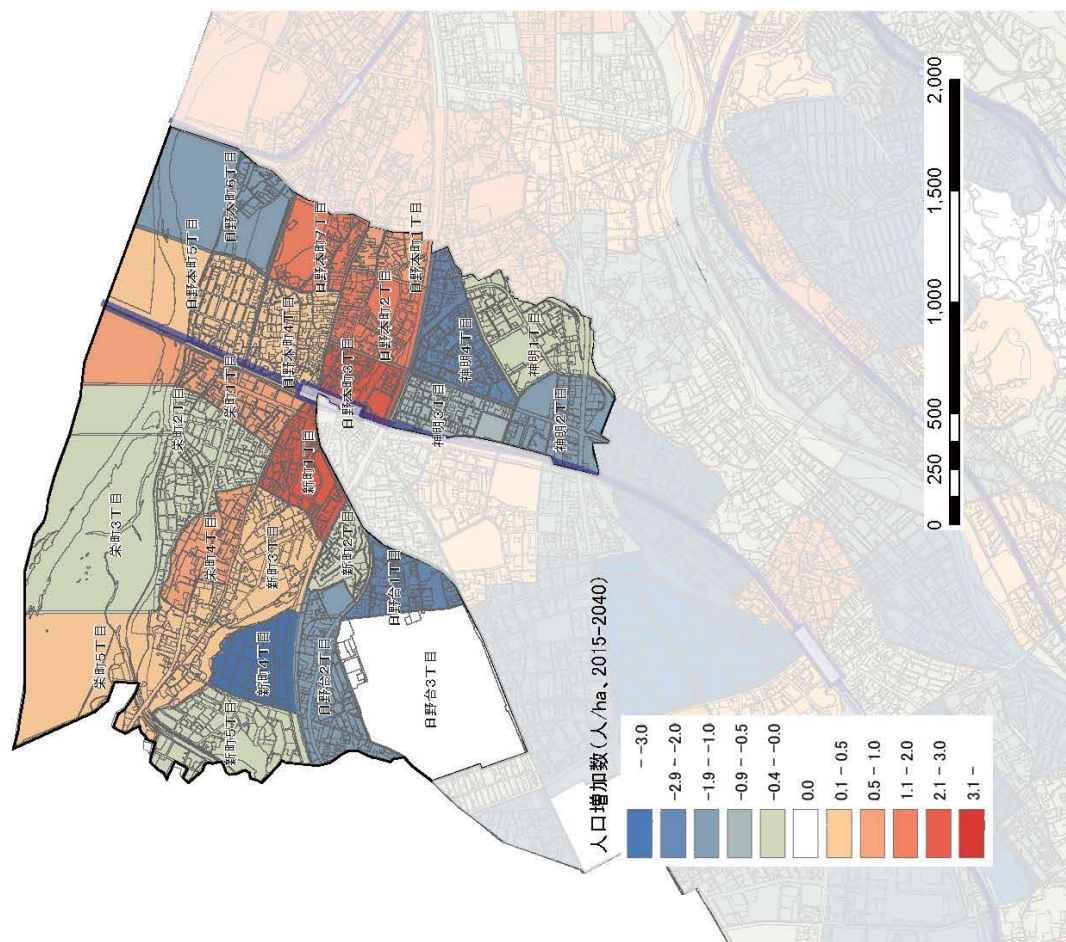 日野本町6丁目
日野本町5丁目
日野本町7丁目
日野本町4丁目
日野本町1丁目
日野本町2丁目
日野本町3丁目
栄町1丁目
栄町2丁目
栄町3丁目
栄町4丁目
栄町5丁目
新町1丁目
新町2丁目
新町3丁目
新町4丁目
新町5丁目
神明4丁目
神明1丁目
神明3丁目
神明2丁目
日野台1丁目
日野台2丁目
日野台3丁目
人口増加数(人/ha、2015-2040)
- -3.0
-2.9 - -2.0
-1.9 - -1.0
-0.9 - -0.5
-0.4 - -0.0
0.0
0.1 - 0.5
0.5 - 1.0
1.1 - 2.0
2.1 - 3.0
3.1 -
0 250 500 1,000 1,500 2,000